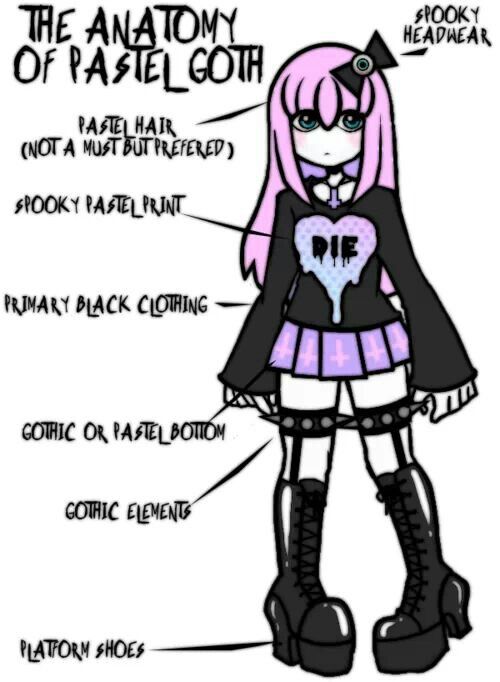 THE ANATOMY
OF PASTEL GOTH
SPOOKY
HEADWEAR
PASTEL HAIR
(NOT A MUST BUT PREFERED)
SPOOKY PASTEL PRINT
DIE
PRIMARY BLACK CLOTHING
GOTHIC OR PASTEL BOTTOM
GOTHIC ELEMENTS
PLATFORM SHOES